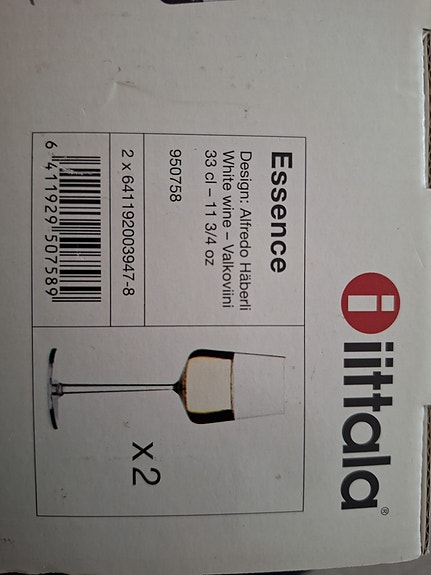 i iittala®
Essence
Design: Alfredo Häberli
White wine – Valkoviini
33 cl – 11 3/4 oz
950758
2 x 641192003947-8
6 411929 507589
x 2